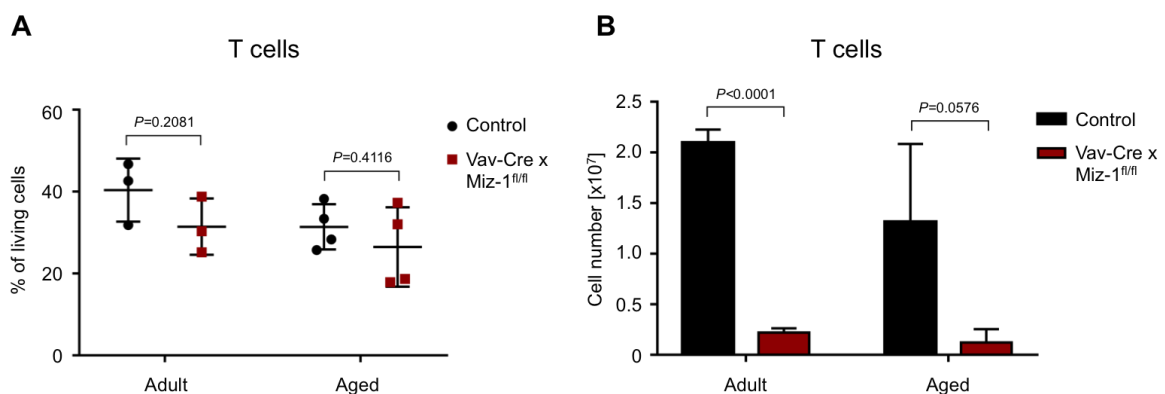 A
T cells
% of living cells
60
40
20
0
P=0.2081
P=0.4116
Adult
Aged
Control
Vav-Cre x
Miz-1fl/fl
B
T cells
Cell number [x10⁷]
2.5
2.0
1.5
1.0
0.5
0
P<0.0001
P=0.0576
Adult
Aged
Control
Vav-Cre x
Miz-1fl/fl